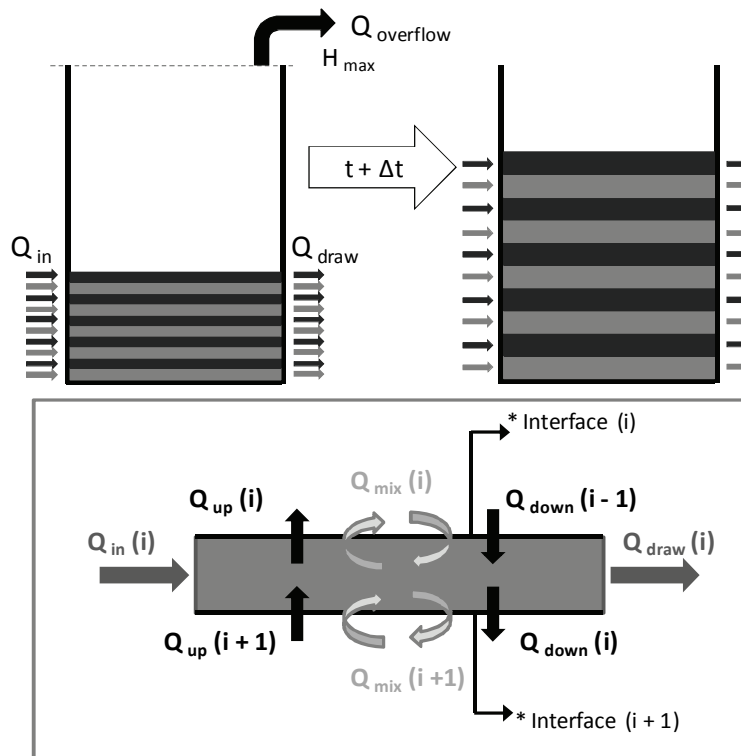 Q overflow
H max
t + Δt
Q in
Q draw
* Interface (i)
Q mix (i)
Q up (i)
Q down (i - 1)
Q in (i)
Q draw (i)
Q up (i + 1)
Q down (i)
Q mix (i +1)
* Interface (i + 1)